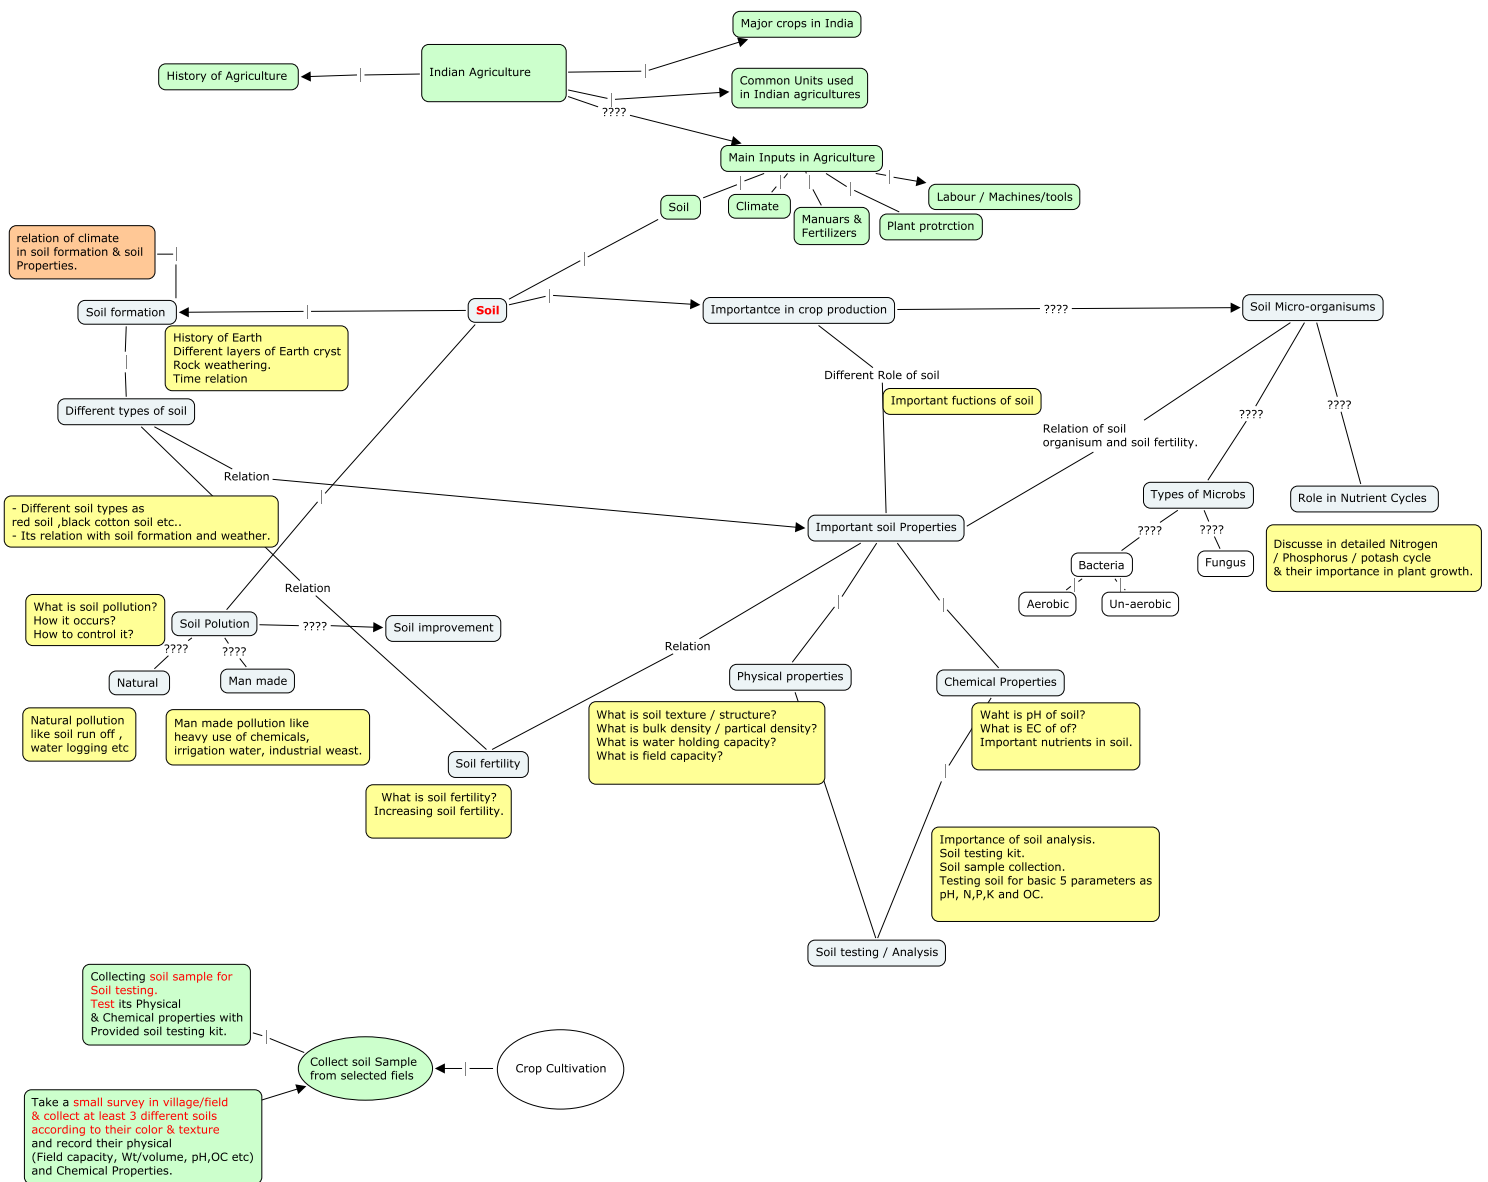 Major crops in India
History of Agriculture
Indian Agriculture
Common Units used
in Indian agricultures
????
Main Inputs in Agriculture
Soil
Climate
Manuars &
Fertilizers
Plant protrction
Labour / Machines/tools
relation of climate
in soil formation & soil
Properties.
Soil formation
Soil
Importantce in crop production
????
Soil Micro-organisums
History of Earth
Different layers of Earth cryst
Rock weathering.
Time relation
Different Role of soil
Important fuctions of soil
Different types of soil
????
????
Relation of soil
organisum and soil fertility.
Relation
- Different soil types as
red soil ,black cotton soil etc..
- Its relation with soil formation and weather.
Important soil Properties
Types of Microbs
Role in Nutrient Cycles
????
????
Discusse in detailed Nitrogen
/ Phosphorus / potash cycle
& their importance in plant growth.
Bacteria
Fungus
Aerobic
Un-aerobic
Relation
What is soil pollution?
How it occurs?
How to control it?
Soil Polution
????
Soil improvement
????
????
Natural
Man made
Relation
Physical properties
Chemical Properties
Natural pollution
like soil run off ,
water logging etc
Man made pollution like
heavy use of chemicals,
irrigation water, industrial weast.
What is soil texture / structure?
What is bulk density / partical density?
What is water holding capacity?
What is field capacity?
Waht is pH of soil?
What is EC of of?
Important nutrients in soil.
Soil fertility
What is soil fertility?
Increasing soil fertility.
Importance of soil analysis.
Soil testing kit.
Soil sample collection.
Testing soil for basic 5 parameters as
pH, N,P,K and OC.
Soil testing / Analysis
Collecting soil sample for
Soil testing.
Test its Physical
& Chemical properties with
Provided soil testing kit.
Collect soil Sample
from selected fiels
Crop Cultivation
Take a small survey in village/field
& collect at least 3 different soils
according to their color & texture
and record their physical
(Field capacity, Wt/volume, pH,OC etc)
and Chemical Properties.